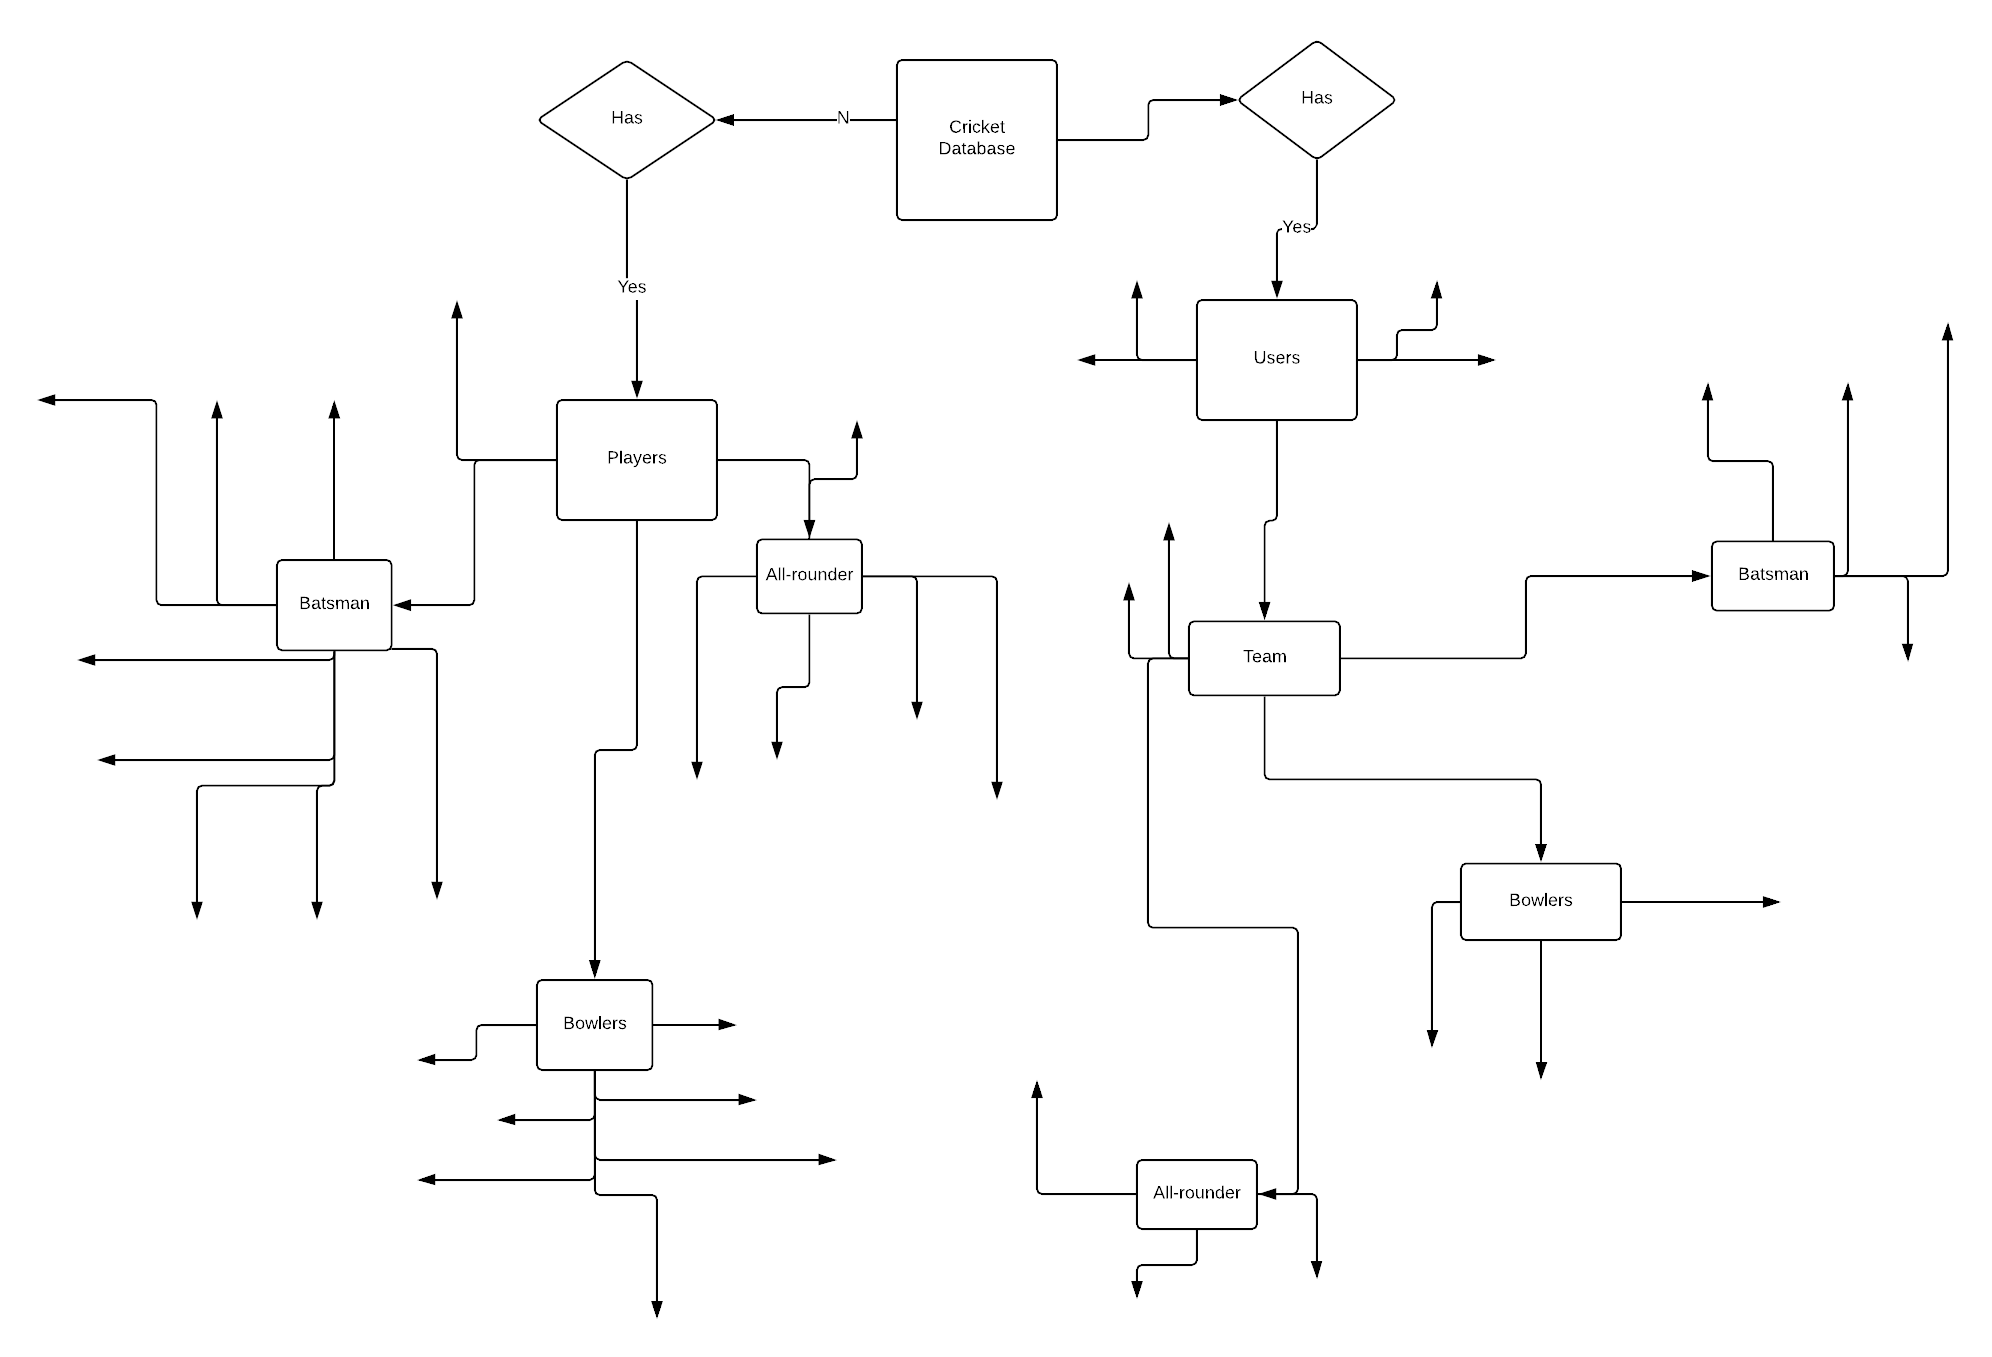 Has
N
Cricket
Database
Has
Yes
Yes
Users
Players
All-rounder
Batsman
Batsman
Team
Bowlers
Bowlers
All-rounder